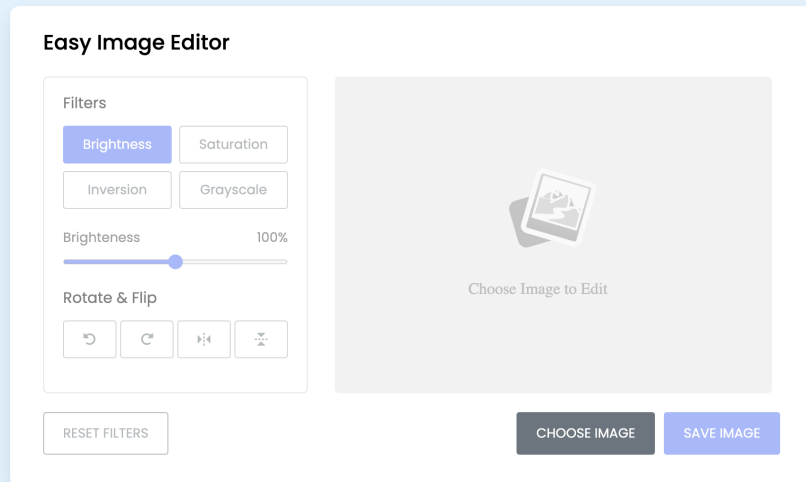 Easy Image Editor
Filters
Brightness Saturation
Inversion Grayscale
Brighteness 100%
Rotate & Flip
Choose Image to Edit
RESET FILTERS CHOOSE IMAGE SAVE IMAGE